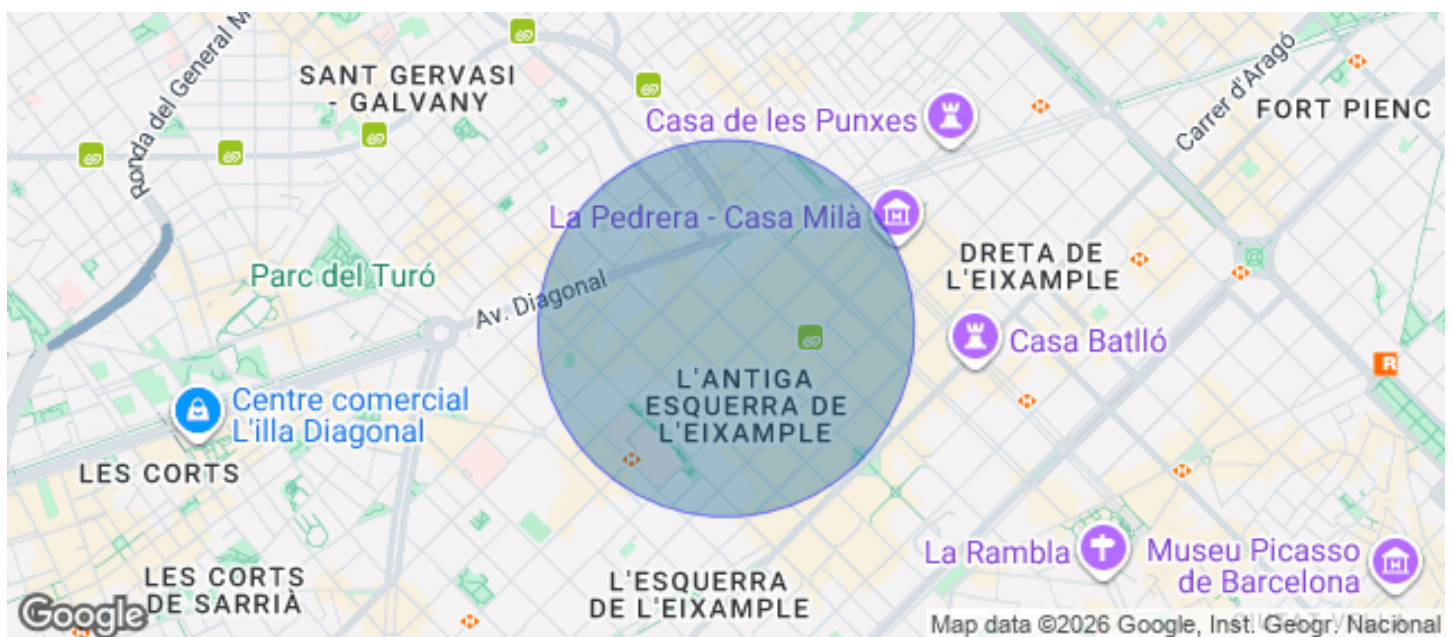 Ronda del General M
SANT GERVASI
- GALVANY
Casa de les Punxes
Carrer d'Aragó
FORT PIENC
La Pedrera - Casa Milà
DRETA DE
L'EIXAMPLE
Parc del Turó
Av. Diagonal
Casa Batlló
L'ANTIGA
ESQUERRA DE
L'EIXAMPLE
Centre comercial
L'illa Diagonal
LES CORTS
La Rambla
Museu Picasso
de Barcelona
LES CORTS
DE SARRIÀ
L'ESQUERRA
DE L'EIXAMPLE
Google
Map data ©2026 Google, Inst. Geogr. Nacional